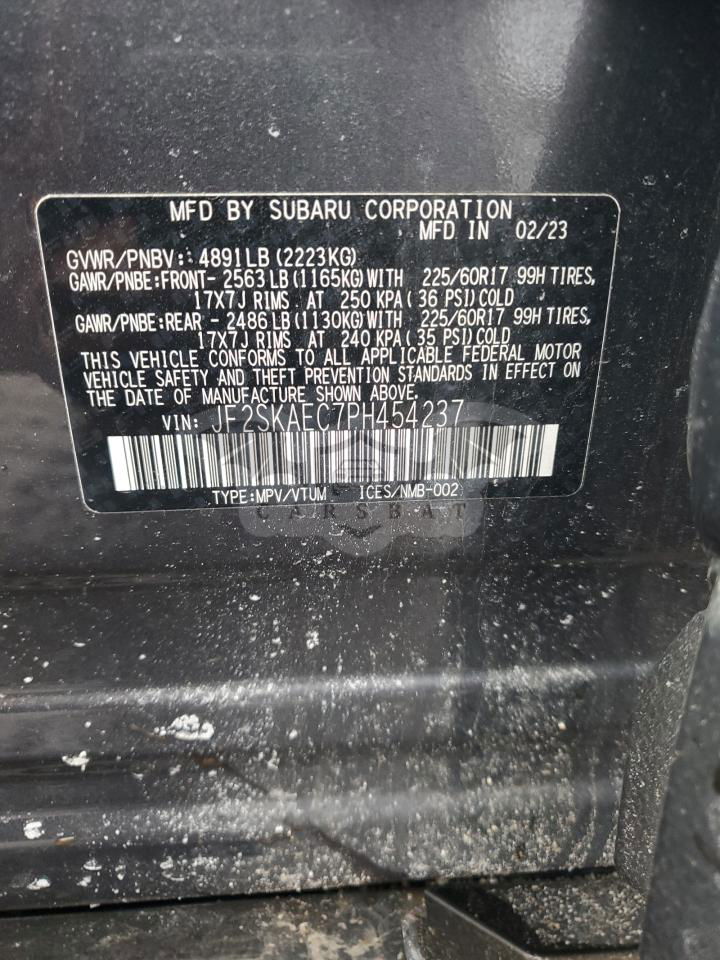 MFD BY SUBARU CORPORATION
MFD IN 02/23
GVWR/PNBV: 4891LB (2223KG)
GAWR/PNBE:FRONT- 2563 LB (1165KG) WITH 225/60R17 99H TIRES,
17X7J RIMS AT 250 KPA ( 36 PSI) COLD
GAWR/PNBE:REAR - 2486 LB (1130KG) WITH 225/60R17 99H TIRES,
17X7J RIMS AT 240 KPA ( 35 PSI) COLD
THIS VEHICLE CONFORMS TO ALL APPLICABLE FEDERAL MOTOR
VEHICLE SAFETY AND THEFT PREVENTION STANDARDS IN EFFECT ON
THE DATE OF MANUFACTURE SHOWN ABOVE.
VIN: JF2SKAEC7PH454237
TYPE:MPV/VTUM ICES/NMB-002
CARSBAT